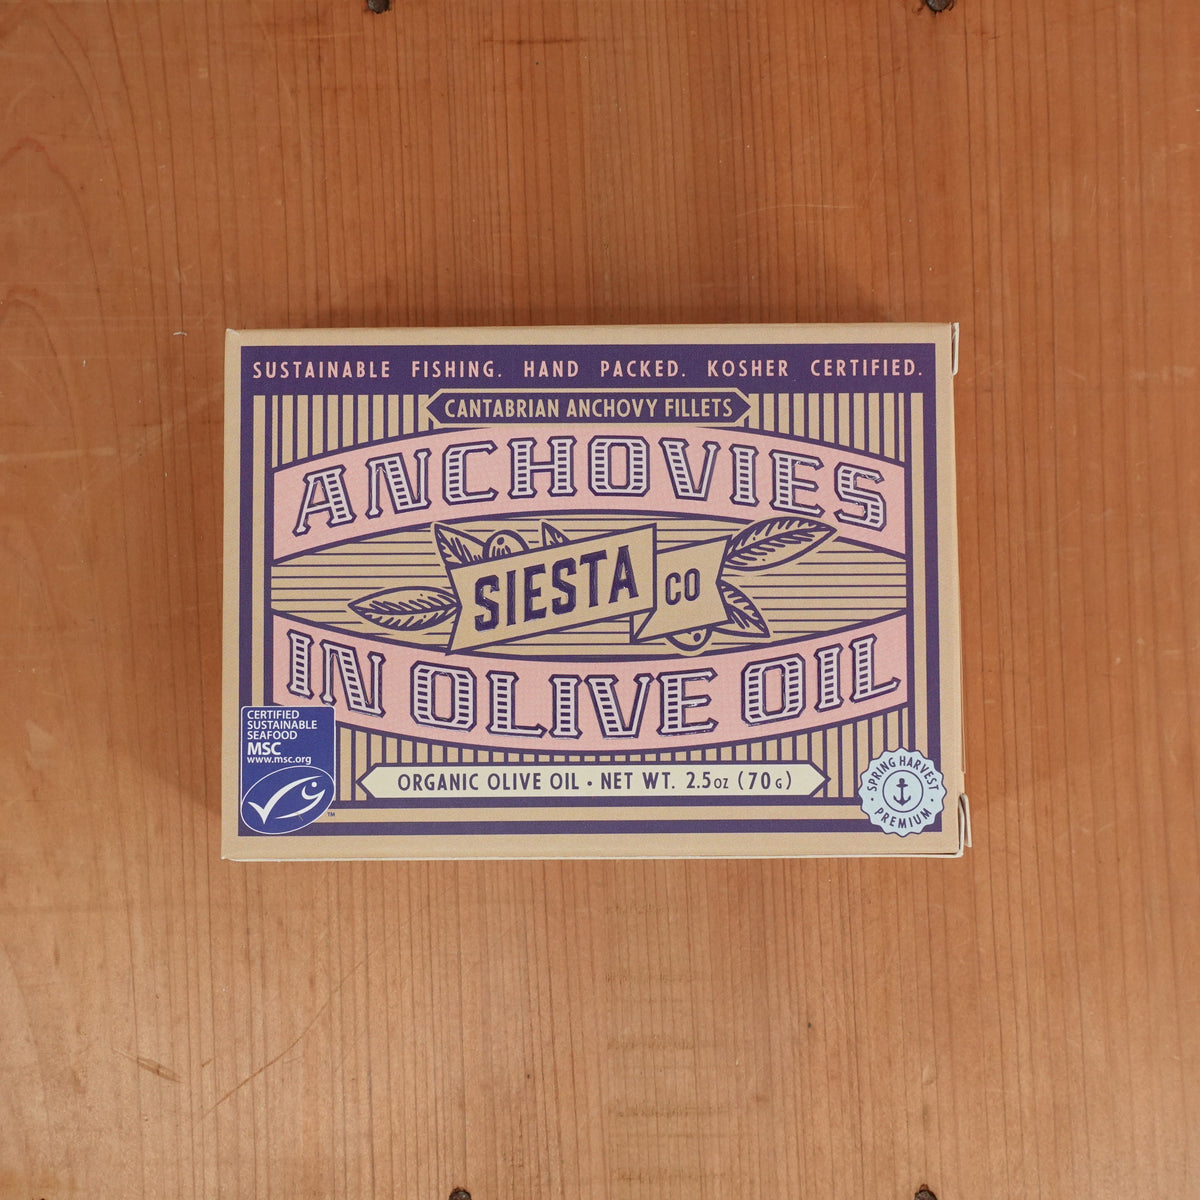 SUSTAINABLE FISHING. HAND PACKED. KOSHER CERTIFIED.
CANTABRIAN ANCHOVY FILLETS
ANCHOVIES
SIESTA CO
IN OLIVE OIL
CERTIFIED
SUSTAINABLE
SEAFOOD
MSC
www.msc.org
TM
ORGANIC OLIVE OIL • NET WT. 2.5OZ (70G)
SPRING HARVEST
• PREMIUM •